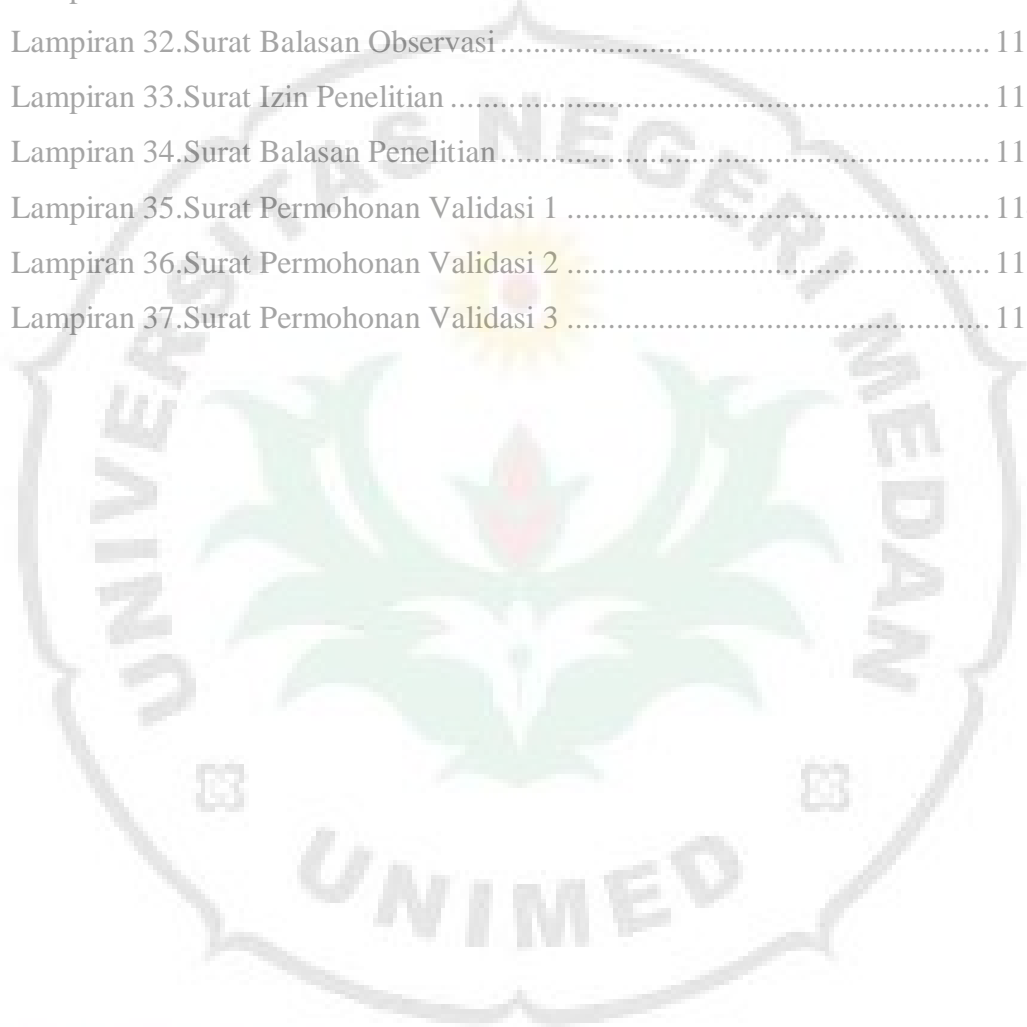 Lampiran 32.Surat Balasan Observasi ........................................................... 11
Lampiran 33.Surat Izin Penelitian ................................................................. 11
Lampiran 34.Surat Balasan Penelitian ........................................................... 11
Lampiran 35.Surat Permohonan Validasi 1 ................................................... 11
Lampiran 36.Surat Permohonan Validasi 2 ................................................... 11
Lampiran 37.Surat Permohonan Validasi 3 ................................................... 11
UNIVERSITAS NEGERI MEDAN
UNIMED